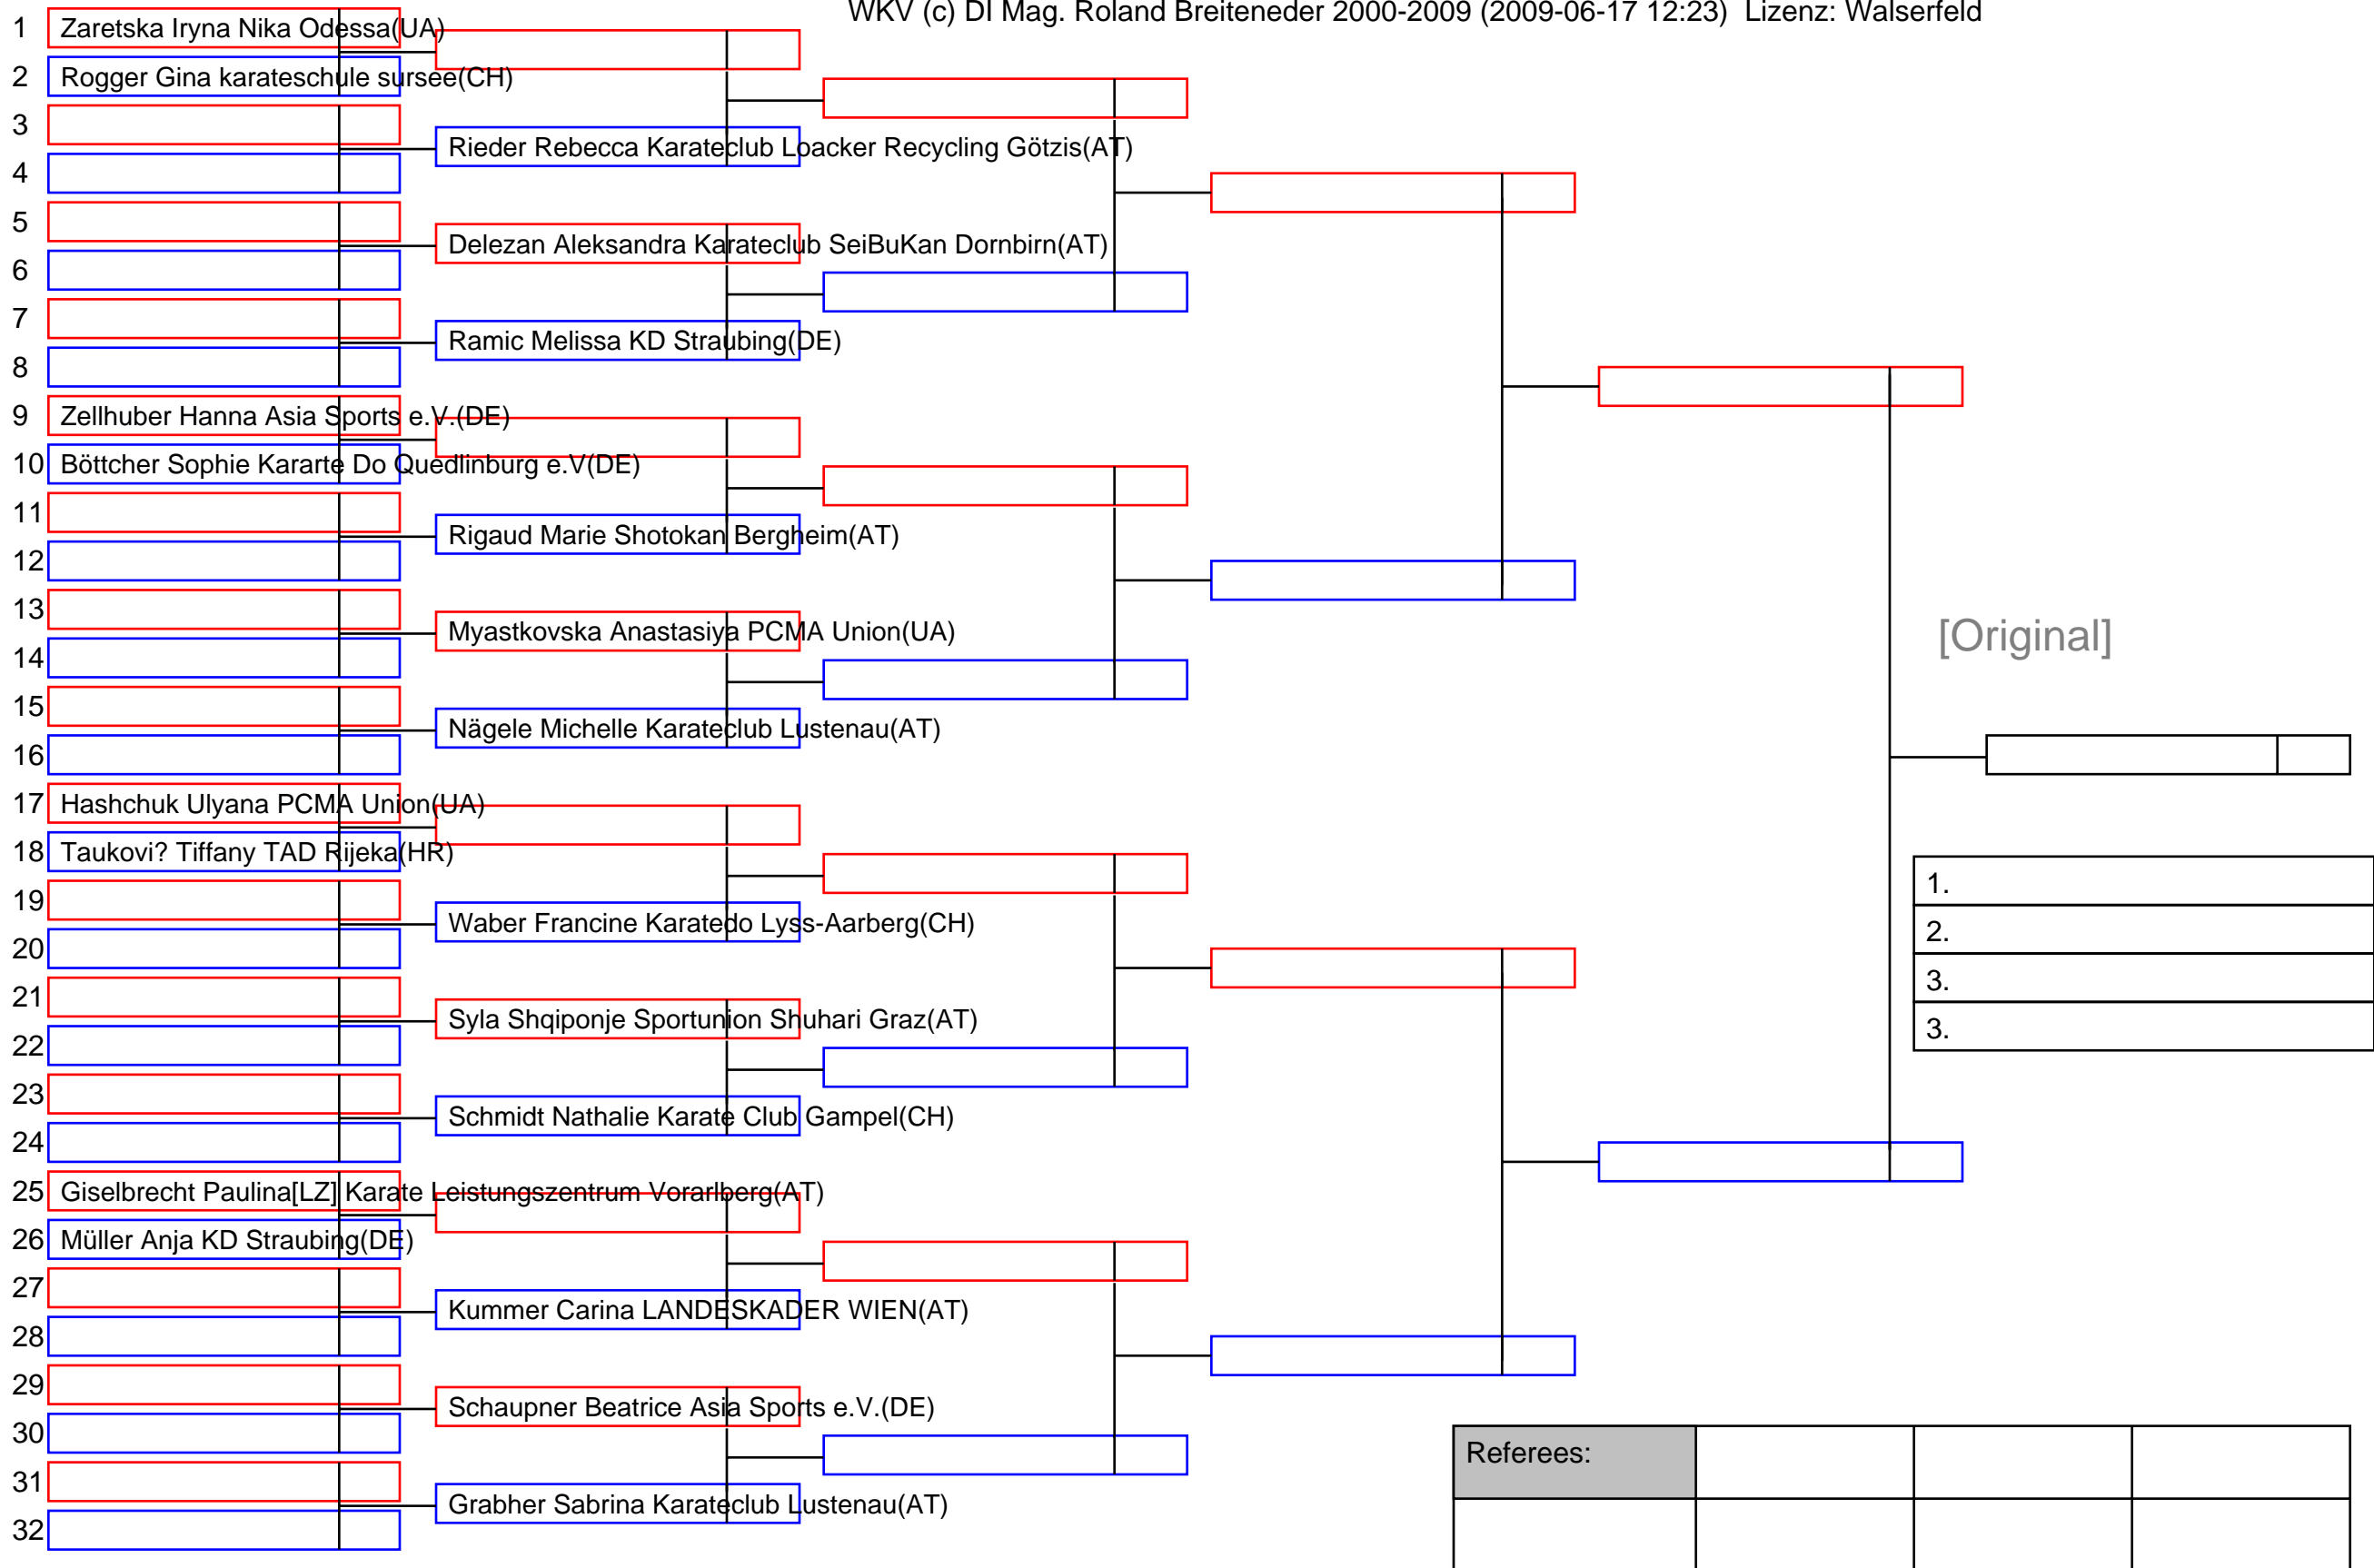 WKV (c) DI Mag. Roland Breiteneder 2000-2009 (2009-06-17 12:23) Lizenz: Walserfeld
1 Zaretska Iryna Nika Odessa(UA)
2 Rogger Gina karateschule sursee(CH)
3
Rieder Rebecca Karateclub Loacker Recycling Götzis(AT)
4
5
Delezan Aleksandra Karateclub SeiBuKan Dornbirn(AT)
6
7
Ramic Melissa KD Straubing(DE)
8
9 Zellhuber Hanna Asia Sports e.V.(DE)
10 Böttcher Sophie Kararte Do Quedlinburg e.V(DE)
11
Rigaud Marie Shotokan Bergheim(AT)
12
13
Myastkovska Anastasiya PCMA Union(UA)
[Original]
14
15
Nägele Michelle Karateclub Lustenau(AT)
16
17 Hashchuk Ulyana PCMA Union(UA)
18 Taukovi? Tiffany TAD Rijeka(HR)
1.
19
Waber Francine Karatedo Lyss-Aarberg(CH)
2.
20
3.
21
Syla Shqiponje Sportunion Shuhari Graz(AT)
3.
22
23
Schmidt Nathalie Karate Club Gampel(CH)
24
25 Giselbrecht Paulina[LZ] Karate Leistungszentrum Vorarlberg(AT)
26 Müller Anja KD Straubing(DE)
27
Kummer Carina LANDESKADER WIEN(AT)
28
29
Schaupner Beatrice Asia Sports e.V.(DE)
30
Referees:
31
Grabher Sabrina Karateclub Lustenau(AT)
32